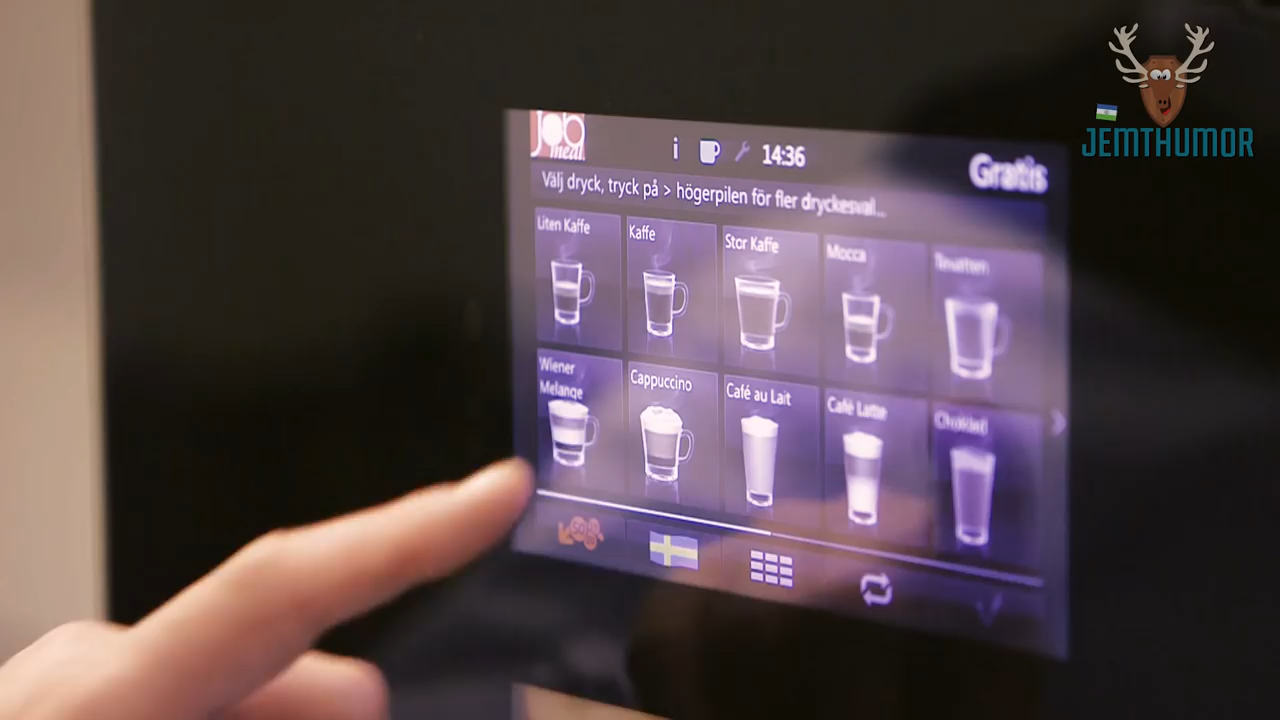 JEMTHUMOR
job
meal
i
14:36
Gratis
Välj dryck, tryck på > högerpilen för fler dryckesval...
Liten Kaffe
Kaffe
Stor Kaffe
Mocca
Tevatten
Wiener
Melange
Cappuccino
Café au Lait
Café Latte
Choklad